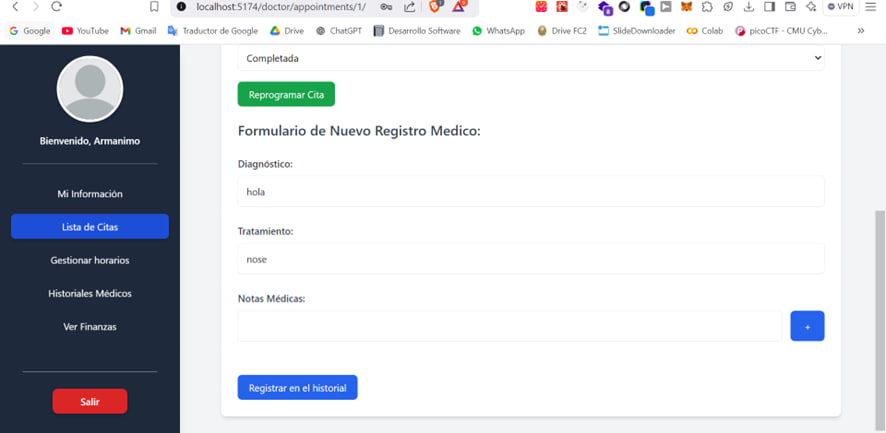 localhost:5174/doctor/appointments/1/
VPN
Google YouTube Gmail Traductor de Google Drive ChatGPT Desarrollo Software WhatsApp Drive FC2 SlideDownloader Colab picoCTF - CMU Cyb... »
Bienvenido, Armanimo
Mi Información
Lista de Citas
Gestionar horarios
Historiales Médicos
Ver Finanzas
Salir
Completada
Reprogramar Cita
Formulario de Nuevo Registro Medico:
Diagnóstico:
hola
Tratamiento:
nose
Notas Médicas:
+
Registrar en el historial